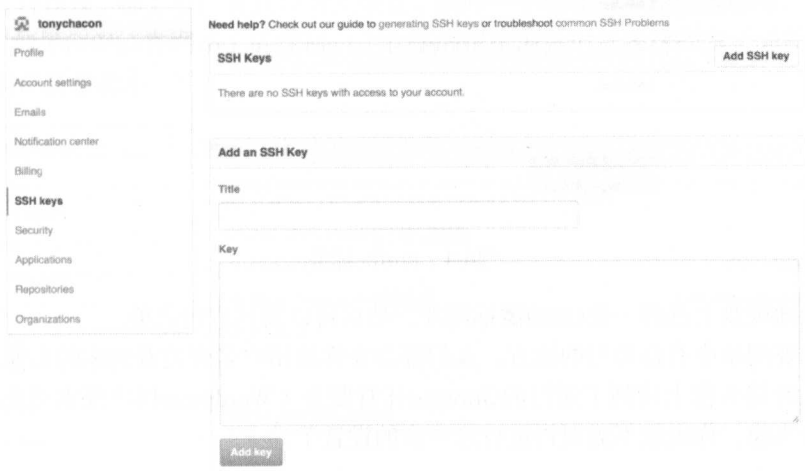 tonychacon
Profile
Account settings
Emails
Notification center
Billing
SSH keys
Security
Applications
Repositories
Organizations
Need help? Check out our guide to generating SSH keys or troubleshoot common SSH Problems
SSH Keys
Add SSH key
There are no SSH keys with access to your account.
Add an SSH Key
Title
Key
Add key